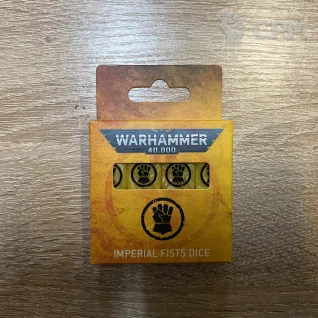 WARHAMMER
40,000
IMPERIAL FISTS DICE